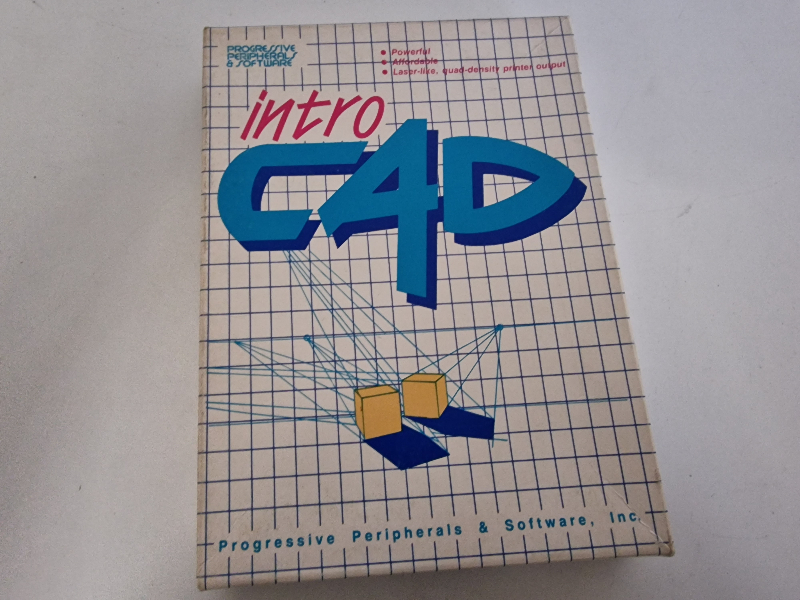 PROGRESSIVE
PERIPHERALS
& SOFTWARE
• Powerful
• Affordable
• Laser-like, quad-density printer output
intro
CAD
Progressive Peripherals & Software, Inc.